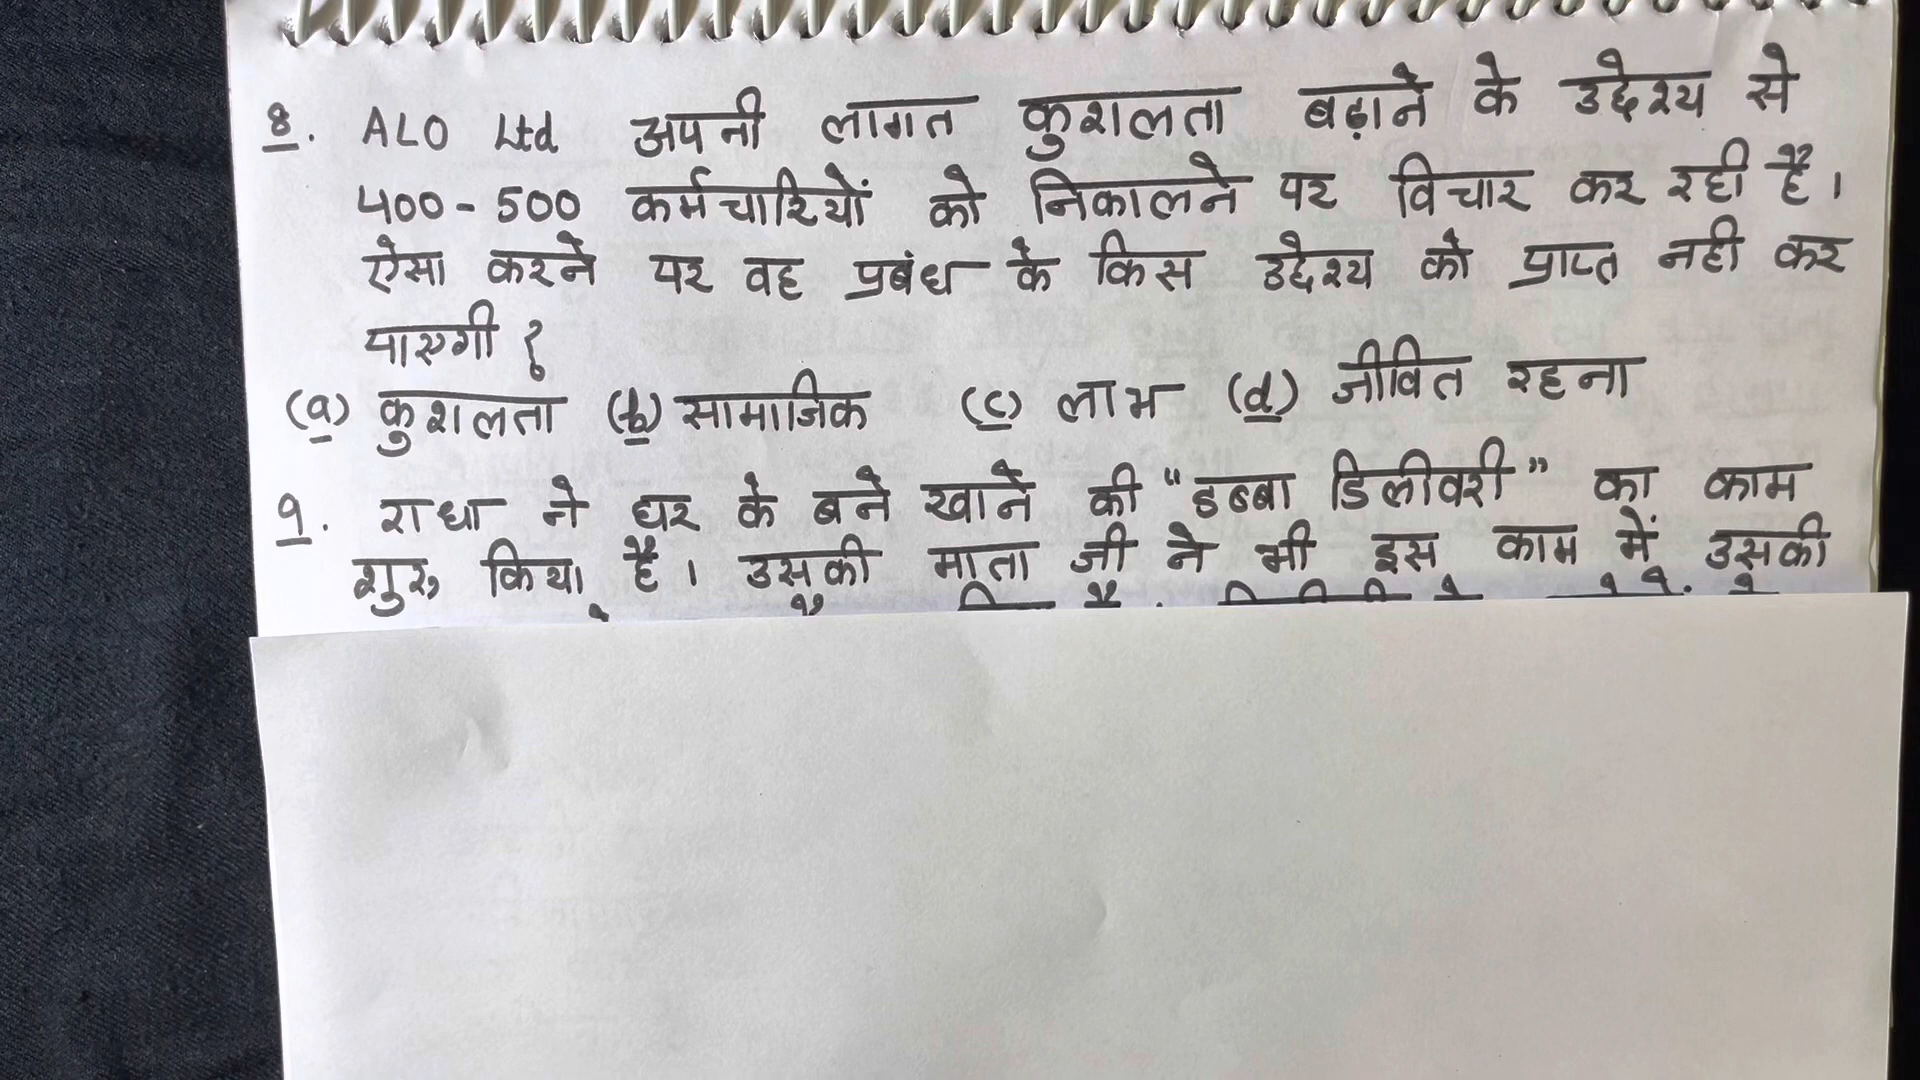 8. ALO Ltd अपनी लागत कुशलता बढ़ाने के उद्देश्य से
400-500 कर्मचारियों को निकालने पर विचार कर रही है।
ऐसा करने पर वह प्रबंध के किस उद्देश्य को प्राप्त नही कर
पाएगी ?
(a) कुशलता (b) सामाजिक (c) लाभ (d) जीवित रहना
9. राधा ने घर के बने खाने की "डब्बा डिलीवरी" का काम
शुरु किया है। उसकी माता जी ने भी इस काम में उसकी